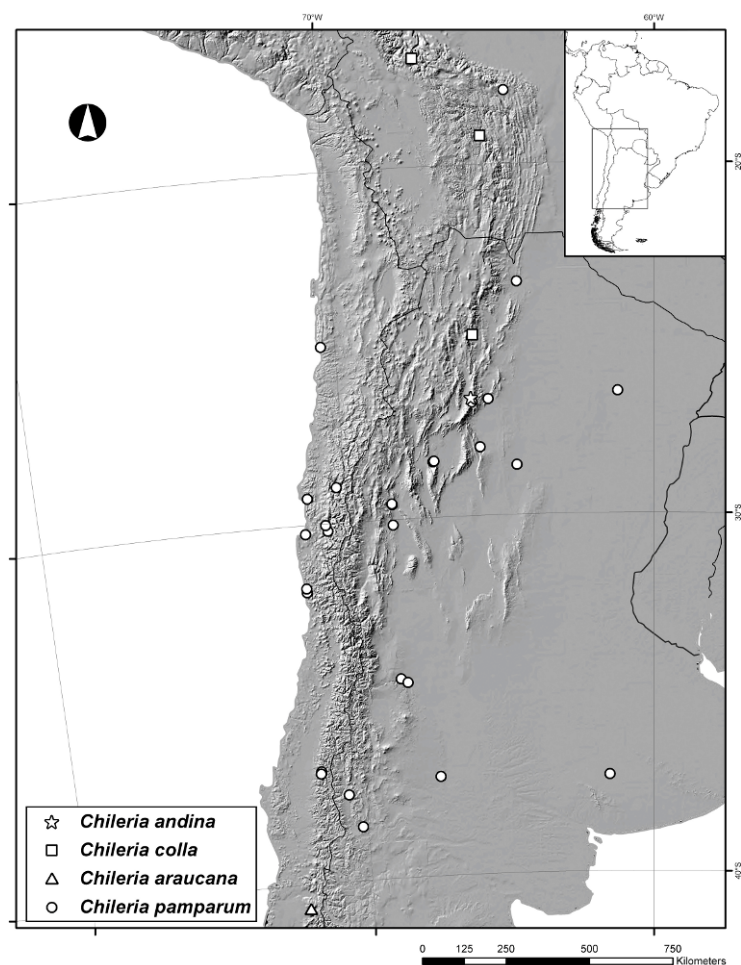 70°W
60°W
20°S
30°S
40°S
Chileria andina
Chileria colla
Chileria araucana
Chileria pamparum
0 125 250 500 750
Kilometers